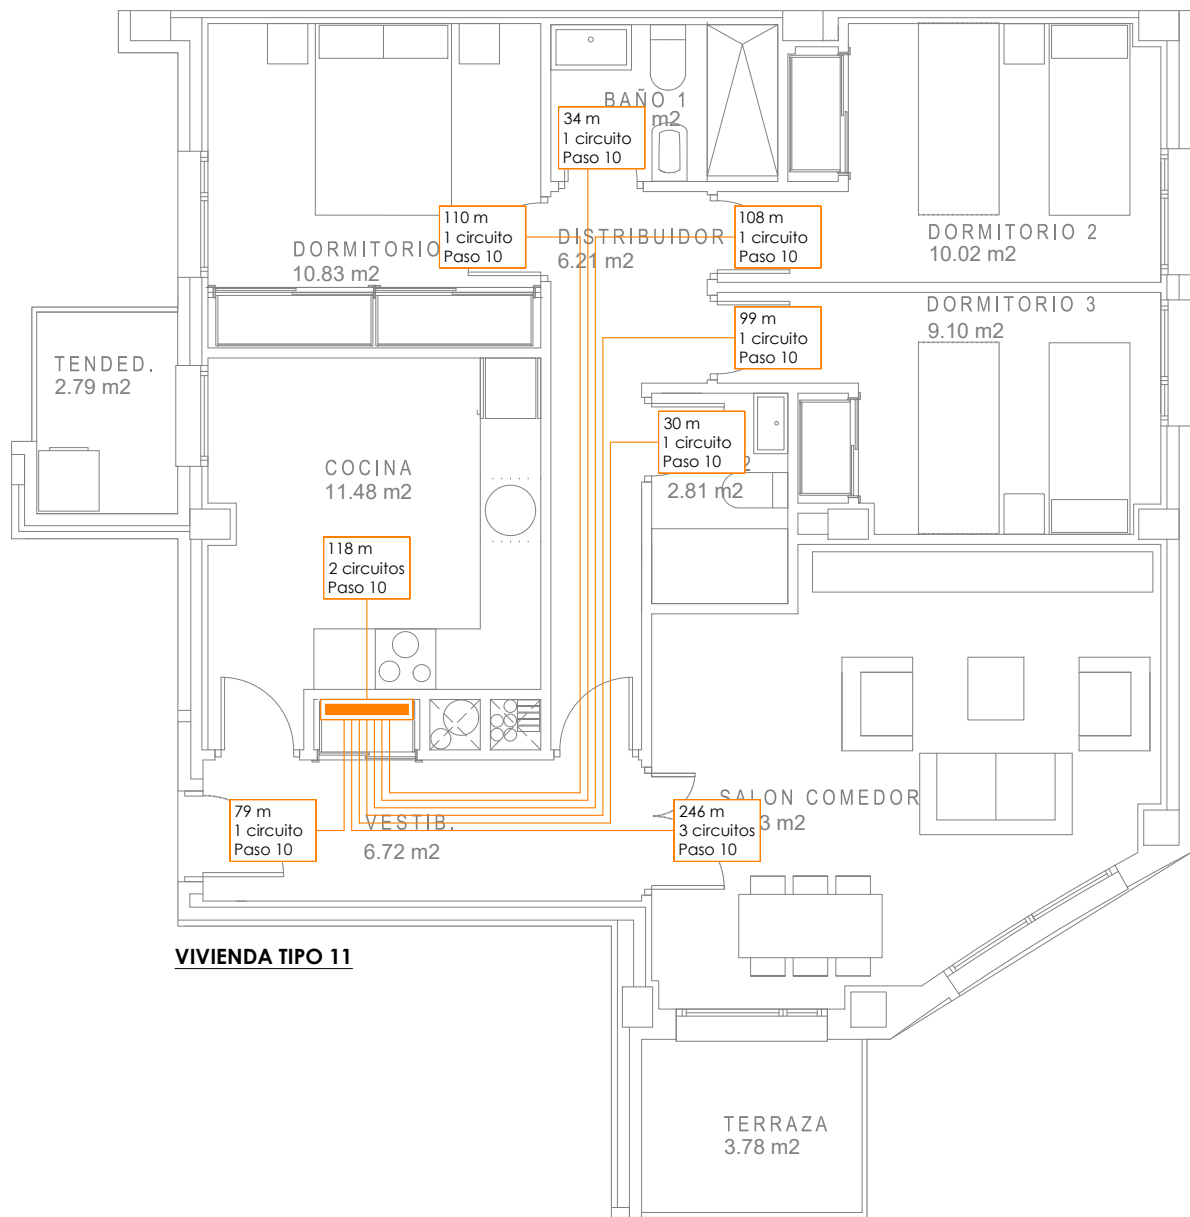 BAÑO 1
m2
34 m
1 circuito
Paso 10
110 m
1 circuito
Paso 10
DORMITORIO
10.83 m2
DISTRIBUIDOR
6.21 m2
108 m
1 circuito
Paso 10
DORMITORIO 2
10.02 m2
DORMITORIO 3
9.10 m2
99 m
1 circuito
Paso 10
TENDED.
2.79 m2
30 m
1 circuito
Paso 10
2
2.81 m2
COCINA
11.48 m2
118 m
2 circuitos
Paso 10
79 m
1 circuito
Paso 10
VESTIB.
6.72 m2
SALON COMEDOR
3 m2
246 m
3 circuitos
Paso 10
VIVIENDA TIPO 11
TERRAZA
3.78 m2